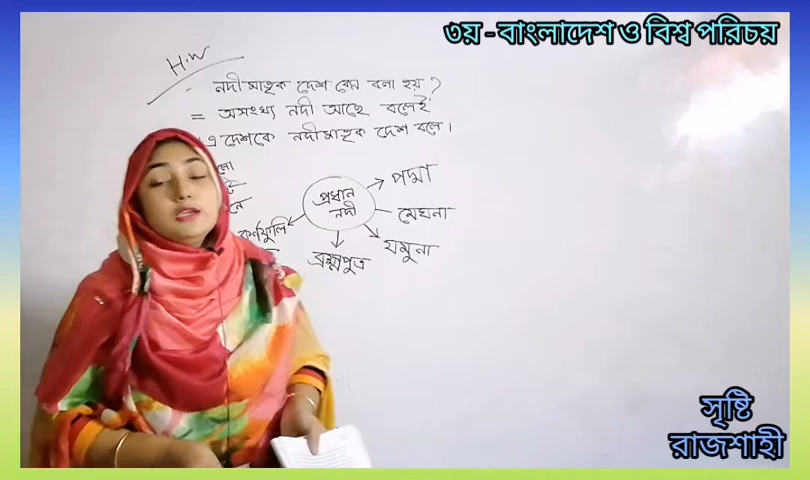 ৩য় - বাংলাদেশ ও বিশ্ব পরিচয়
H.W
নদীমাতৃক দেশ কেন বলা হয় ?
= অসংখ্য নদী আছে বলেই
এ দেশকে নদীমাতৃক দেশ বলে।
প্রধান
নদী
পদ্মা
মেঘনা
যমুনা
ব্রহ্মপুত্র
কর্ণফুলি
সৃষ্টি
রাজশাহী